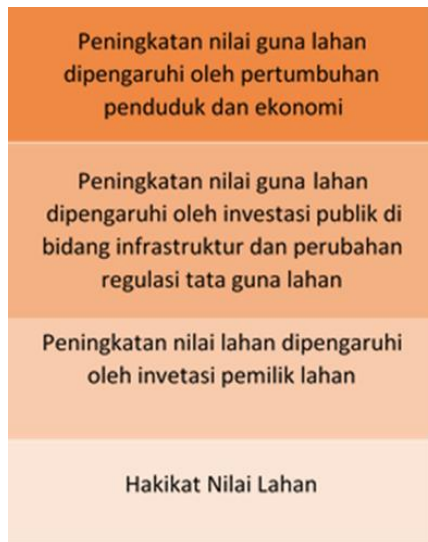 Peningkatan nilai guna lahan
dipengaruhi oleh pertumbuhan
penduduk dan ekonomi
Peningkatan nilai guna lahan
dipengaruhi oleh investasi publik di
bidang infrastruktur dan perubahan
regulasi tata guna lahan
Peningkatan nilai lahan dipengaruhi
oleh invetasi pemilik lahan
Hakikat Nilai Lahan